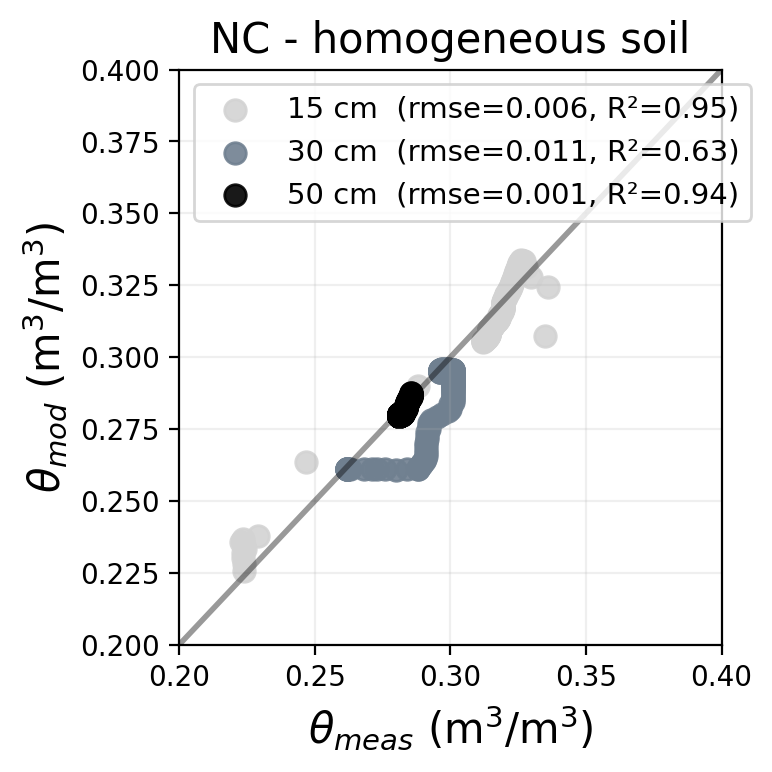 NC - homogeneous soil
0.400
0.375
0.350
0.325
0.300
0.275
0.250
0.225
0.200
15 cm (rmse=0.006, R²=0.95)
30 cm (rmse=0.011, R²=0.63)
50 cm (rmse=0.001, R²=0.94)
θmod (m³/m³)
0.20 0.25 0.30 0.35 0.40
θmeas (m³/m³)